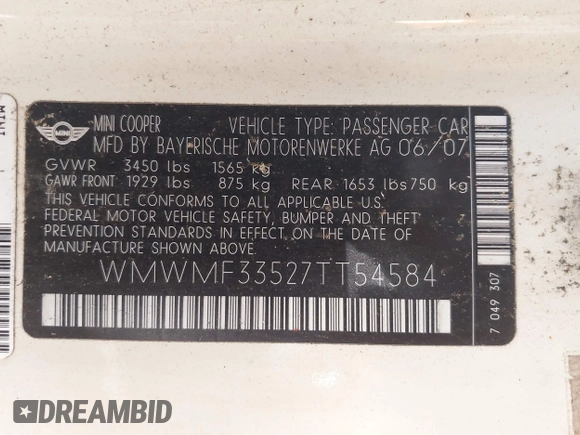 MINI
MINI COOPER
VEHICLE TYPE: PASSENGER CAR
MFD BY BAYERISCHE MOTORENWERKE AG 06/07
GVWR 3450 lbs 1565 kg
GAWR FRONT 1929 lbs 875 kg REAR 1653 lbs 750 kg
THIS VEHICLE CONFORMS TO ALL APPLICABLE U.S.
FEDERAL MOTOR VEHICLE SAFETY, BUMPER AND THEFT
PREVENTION STANDARDS IN EFFECT ON THE DATE OF
MANUFACTURE SHOWN ABOVE.
WMWMF33527TT54584
7 049 307
MINI
DREAMBID